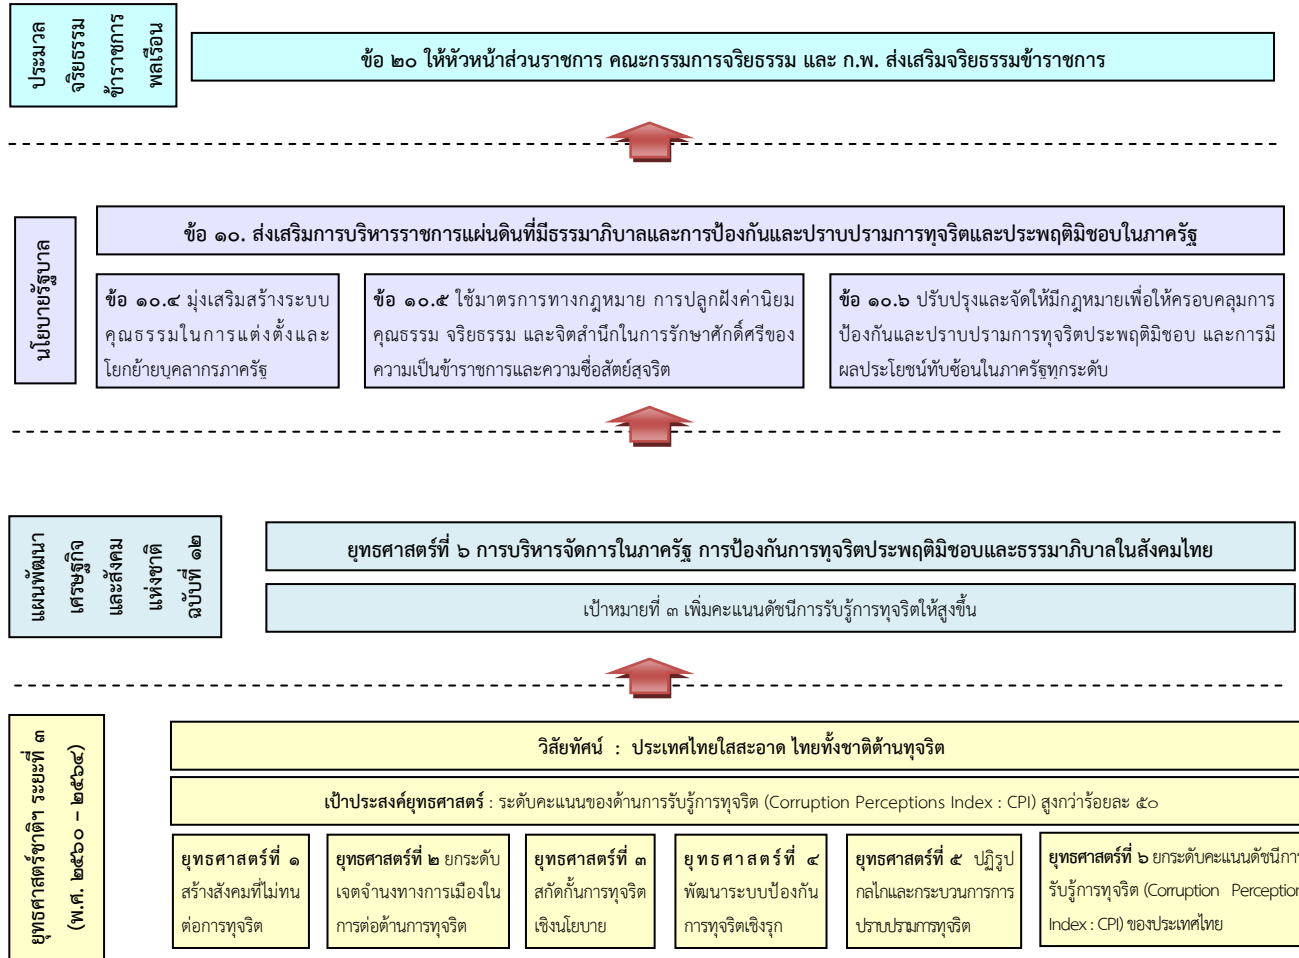 ประมวล
จริยธรรม
ข้าราชการ
พลเรือน
ข้อ ๒๐ ให้หัวหน้าส่วนราชการ คณะกรรมการจริยธรรม และ ก.พ. ส่งเสริมจริยธรรมข้าราชการ
นโยบายรัฐบาล
ข้อ ๑๐. ส่งเสริมการบริหารราชการแผ่นดินที่มีธรรมาภิบาลและการป้องกันและปราบปรามการทุจริตและประพฤติมิชอบในภาครัฐ
ข้อ ๑๐.๔ มุ่งเสริมสร้างระบบ
คุณธรรมในการแต่งตั้งและ
โยกย้ายบุคลากรภาครัฐ
ข้อ ๑๐.๕ ใช้มาตรการทางกฎหมาย การปลูกฝังค่านิยม
คุณธรรม จริยธรรม และจิตสำนึกในการรักษาศักดิ์ศรีของ
ความเป็นข้าราชการและความซื่อสัตย์สุจริต
ข้อ ๑๐.๖ ปรับปรุงและจัดให้มีกฎหมายเพื่อให้ครอบคลุมการ
ป้องกันและปราบปรามการทุจริตประพฤติมิชอบ และการมี
ผลประโยชน์ทับซ้อนในภาครัฐทุกระดับ
แผนพัฒนา
เศรษฐกิจ
และสังคม
แห่งชาติ
ฉบับที่ ๑๒
ยุทธศาสตร์ที่ ๖ การบริหารจัดการในภาครัฐ การป้องกันการทุจริตประพฤติมิชอบและธรรมาภิบาลในสังคมไทย
เป้าหมายที่ ๓ เพิ่มคะแนนดัชนีการรับรู้การทุจริตให้สูงขึ้น
ยุทธศาสตร์ชาติฯ ระยะที่ ๓
(พ.ศ. ๒๕๖๐ – ๒๕๖๔)
วิสัยทัศน์ : ประเทศไทยใสสะอาด ไทยทั้งชาติต้านทุจริต
เป้าประสงค์ยุทธศาสตร์ : ระดับคะแนนของด้านการรับรู้การทุจริต (Corruption Perceptions Index : CPI) สูงกว่าร้อยละ ๕๐
ยุทธศาสตร์ที่ ๑
สร้างสังคมที่ไม่ทน
ต่อการทุจริต
ยุทธศาสตร์ที่ ๒ ยกระดับ
เจตจำนงทางการเมืองใน
การต่อต้านการทุจริต
ยุทธศาสตร์ที่ ๓
สกัดกั้นการทุจริต
เชิงนโยบาย
ยุทธศาสตร์ที่ ๔
พัฒนาระบบป้องกัน
การทุจริตเชิงรุก
ยุทธศาสตร์ที่ ๕ ปฏิรูป
กลไกและกระบวนการการ
ปราบปรามการทุจริต
ยุทธศาสตร์ที่ ๖ ยกระดับคะแนนดัชนีการ
รับรู้การทุจริต (Corruption Perception
Index : CPI) ของประเทศไทย